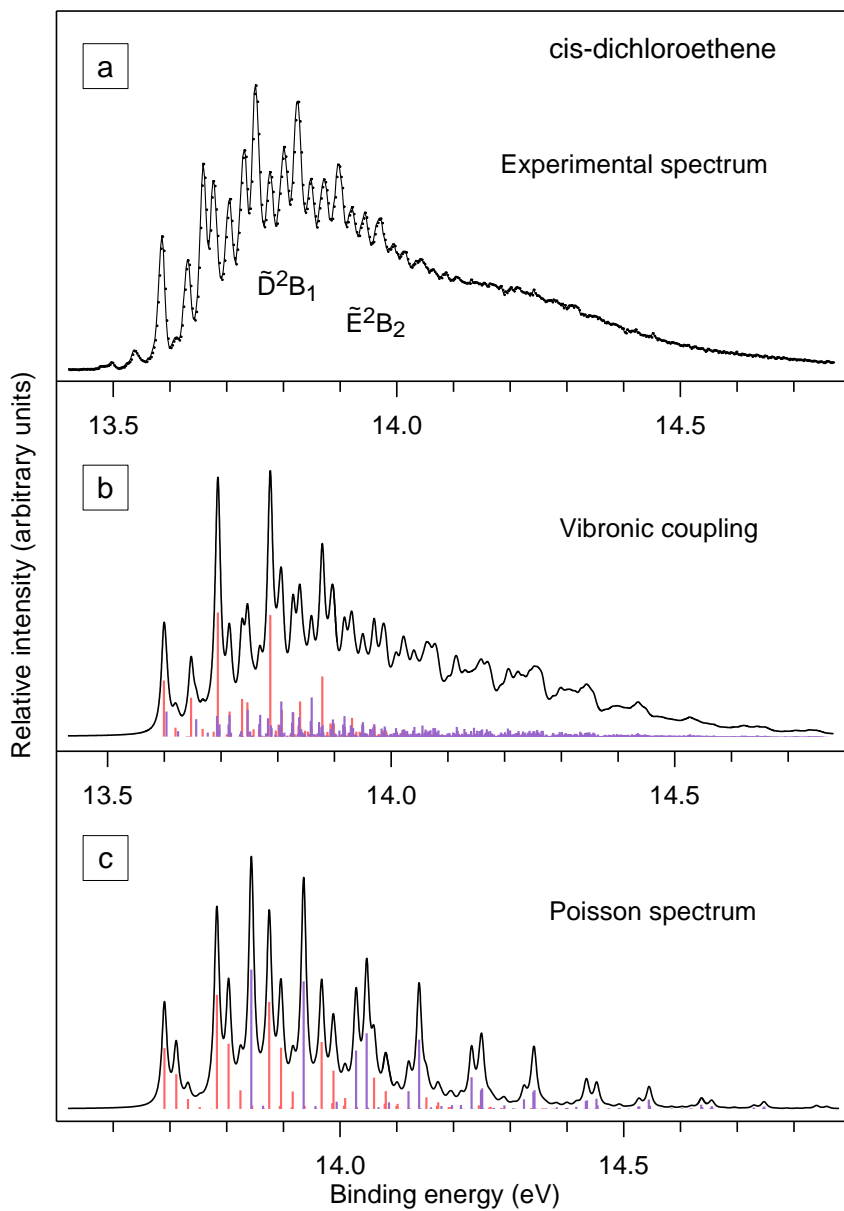 a
cis-dichloroethene
Experimental spectrum
D̃²B₁
Ẽ²B₂
13.5 14.0 14.5
b
Vibronic coupling
13.5 14.0 14.5
c
Poisson spectrum
14.0 14.5
Binding energy (eV)
Relative intensity (arbitrary units)